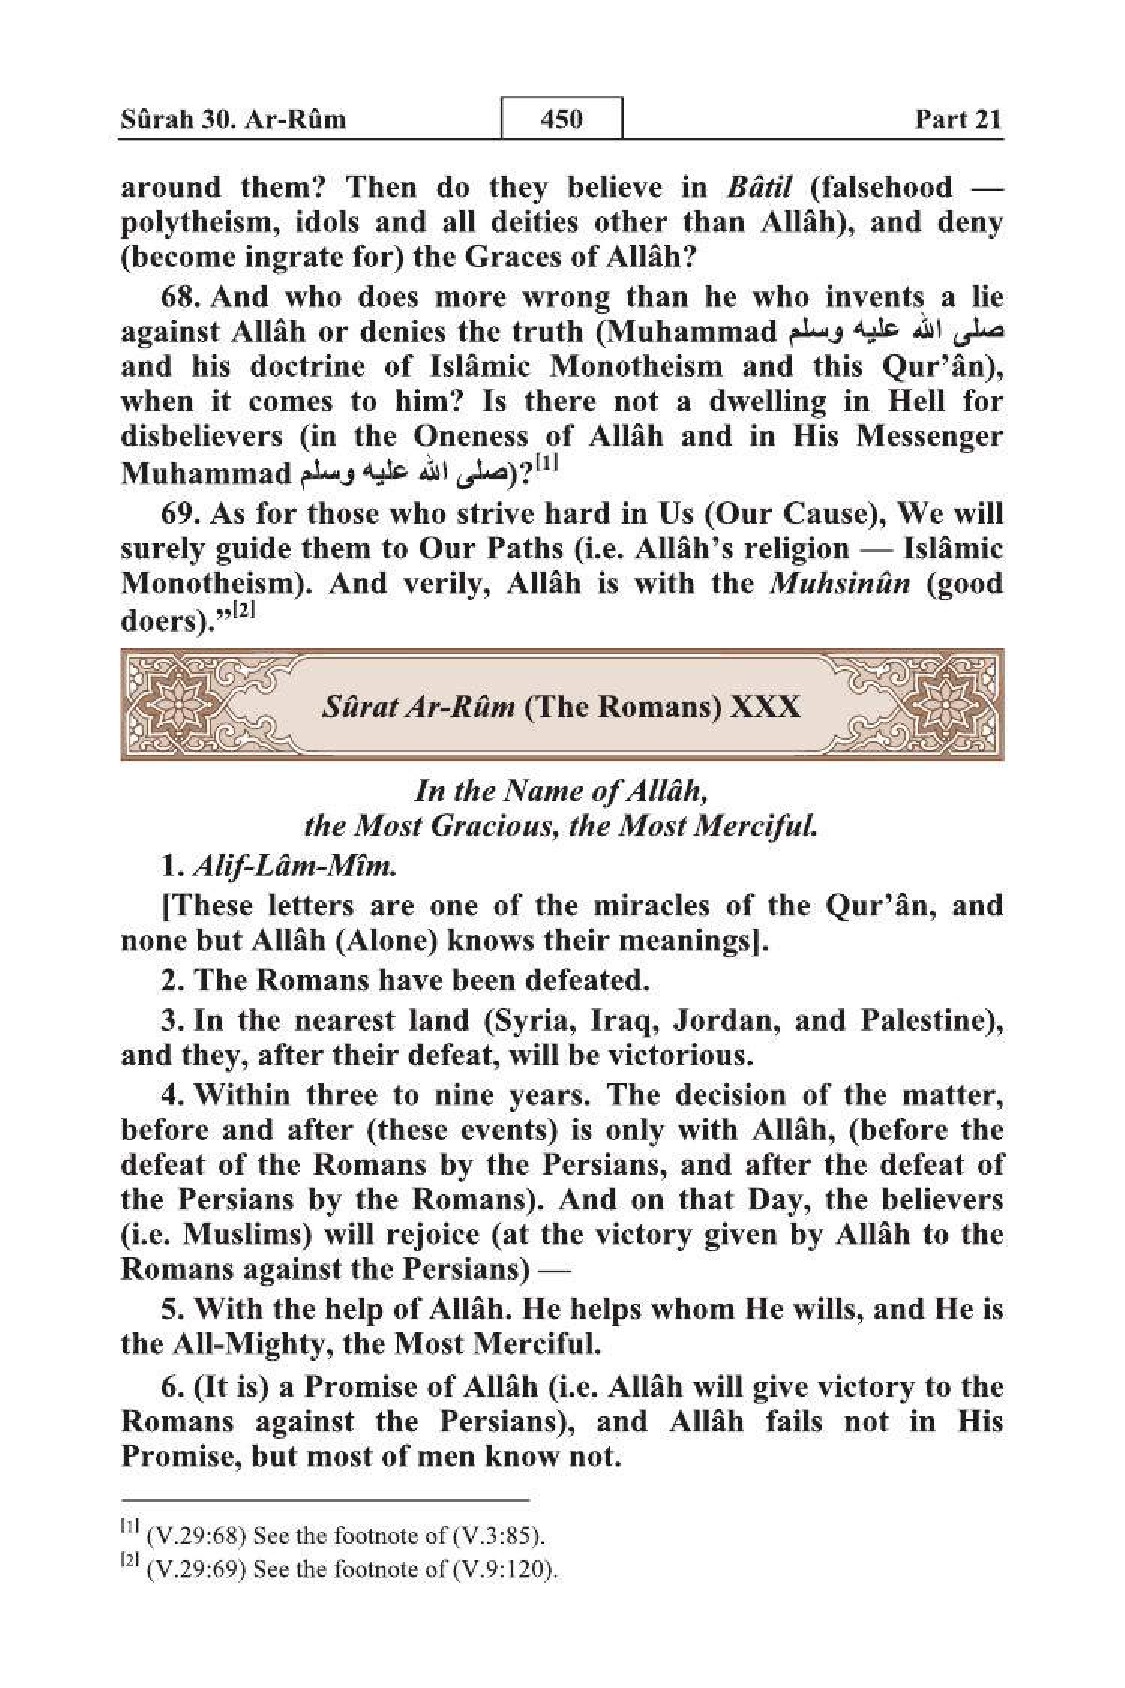 Sûrah 30. Ar-Rûm 450 Part 21
around them? Then do they believe in Bâtil (falsehood —
polytheism, idols and all deities other than Allâh), and deny
(become ingrate for) the Graces of Allâh?
68. And who does more wrong than he who invents a lie
against Allâh or denies the truth (Muhammad صلى الله عليه وسلم
and his doctrine of Islâmic Monotheism and this Qur’ân),
when it comes to him? Is there not a dwelling in Hell for
disbelievers (in the Oneness of Allâh and in His Messenger
Muhammad صلى الله عليه وسلم)?[1]
69. As for those who strive hard in Us (Our Cause), We will
surely guide them to Our Paths (i.e. Allâh’s religion — Islâmic
Monotheism). And verily, Allâh is with the Muhsinûn (good
doers).”[2]
Sûrat Ar-Rûm (The Romans) XXX
In the Name of Allâh,
the Most Gracious, the Most Merciful.
1. Alif-Lâm-Mîm.
[These letters are one of the miracles of the Qur’ân, and
none but Allâh (Alone) knows their meanings].
2. The Romans have been defeated.
3. In the nearest land (Syria, Iraq, Jordan, and Palestine),
and they, after their defeat, will be victorious.
4. Within three to nine years. The decision of the matter,
before and after (these events) is only with Allâh, (before the
defeat of the Romans by the Persians, and after the defeat of
the Persians by the Romans). And on that Day, the believers
(i.e. Muslims) will rejoice (at the victory given by Allâh to the
Romans against the Persians) —
5. With the help of Allâh. He helps whom He wills, and He is
the All-Mighty, the Most Merciful.
6. (It is) a Promise of Allâh (i.e. Allâh will give victory to the
Romans against the Persians), and Allâh fails not in His
Promise, but most of men know not.
[1] (V.29:68) See the footnote of (V.3:85).
[2] (V.29:69) See the footnote of (V.9:120).